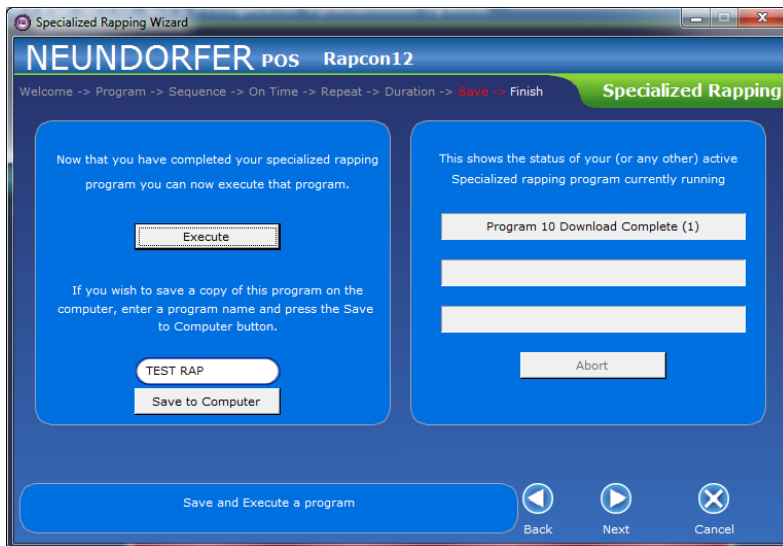 Specialized Rapping Wizard
NEUNDORFER POS Rapcon12
Welcome -> Program -> Sequence -> On Time -> Repeat -> Duration -> Save -> Finish
Specialized Rapping
Now that you have completed your specialized rapping
program you can now execute that program.
Execute
If you wish to save a copy of this program on the
computer, enter a program name and press the Save
to Computer button.
TEST RAP
Save to Computer
This shows the status of your (or any other) active
Specialized rapping program currently running
Program 10 Download Complete (1)
Abort
Save and Execute a program
Back
Next
Cancel